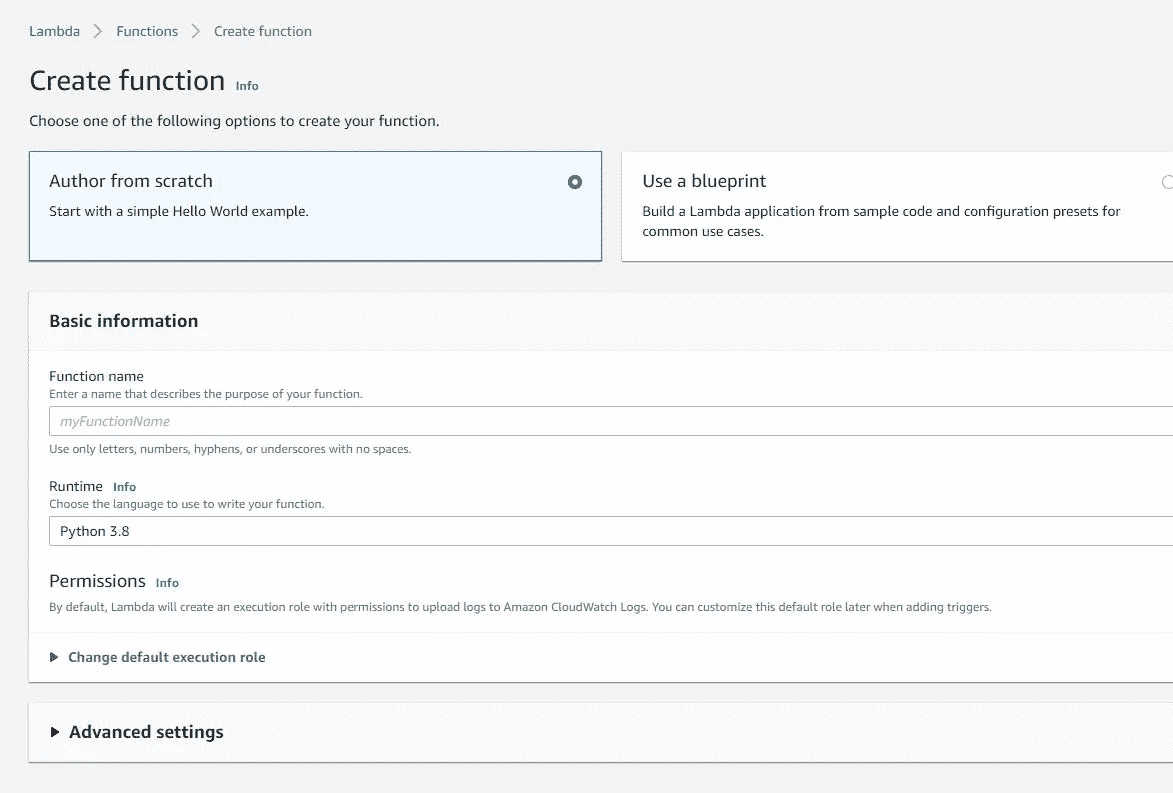 Lambda > Functions > Create function
Create function Info
Choose one of the following options to create your function.
Author from scratch
Start with a simple Hello World example.
Use a blueprint
Build a Lambda application from sample code and configuration presets for
common use cases.
Basic information
Function name
Enter a name that describes the purpose of your function.
myFunctionName
Use only letters, numbers, hyphens, or underscores with no spaces.
Runtime Info
Choose the language to use to write your function.
Python 3.8
Permissions Info
By default, Lambda will create an execution role with permissions to upload logs to Amazon CloudWatch Logs. You can customize this default role later when adding triggers.
Change default execution role
Advanced settings